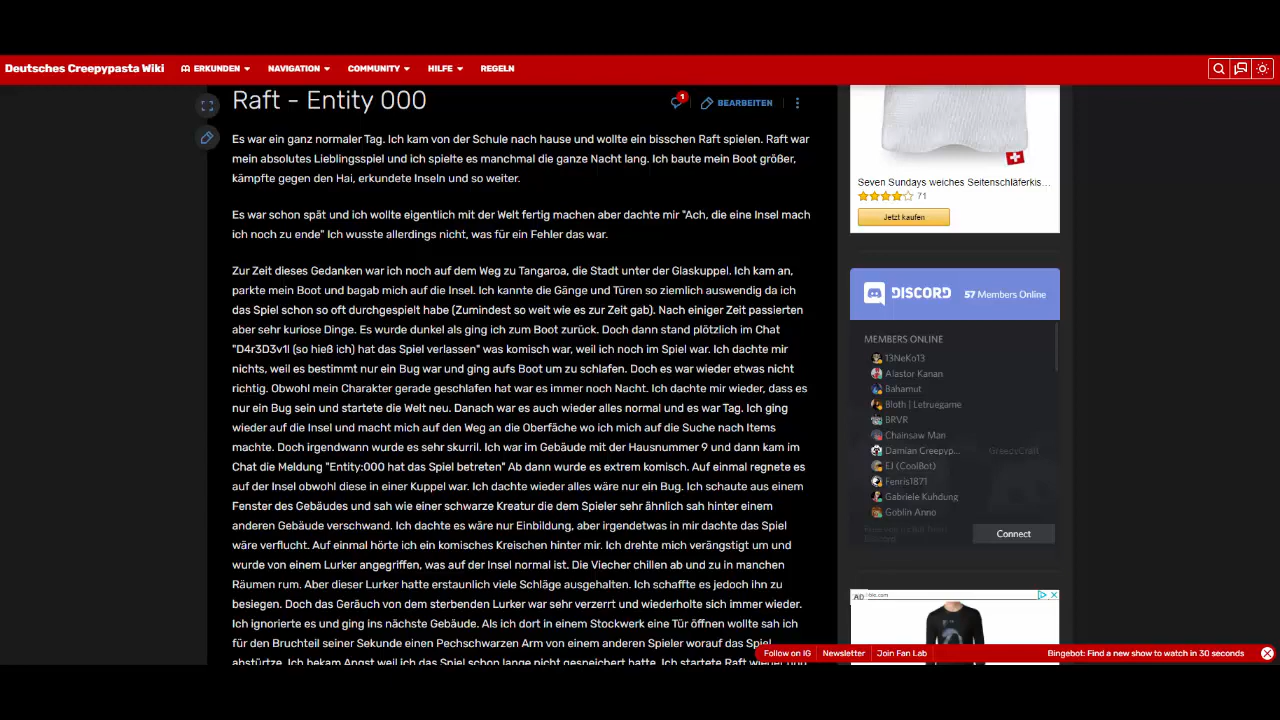 Deutsches Creepypasta Wiki
ERKUNDEN
NAVIGATION
COMMUNITY
HILFE
REGELN
Raft - Entity 000
1
BEARBEITEN
Es war ein ganz normaler Tag. Ich kam von der Schule nach hause und wollte ein bisschen Raft spielen. Raft war
mein absolutes Lieblingsspiel und ich spielte es manchmal die ganze Nacht lang. Ich baute mein Boot größer,
kämpfte gegen den Hai, erkundete Inseln und so weiter.
Es war schon spät und ich wollte eigentlich mit der Welt fertig machen aber dachte mir "Ach, die eine Insel mach
ich noch zu ende" Ich wusste allerdings nicht, was für ein Fehler das war.
Zur Zeit dieses Gedanken war ich noch auf dem Weg zu Tangaroa, die Stadt unter der Glaskuppel. Ich kam an,
parkte mein Boot und bagab mich auf die Insel. Ich kannte die Gänge und Türen so ziemlich auswendig da ich
das Spiel schon so oft durchgespielt habe (Zumindest so weit wie es zur Zeit gab). Nach einiger Zeit passierten
aber sehr kuriose Dinge. Es wurde dunkel als ging ich zum Boot zurück. Doch dann stand plötzlich im Chat
"D4r3D3v1l (so hieß ich) hat das Spiel verlassen" was komisch war, weil ich noch im Spiel war. Ich dachte mir
nichts, weil es bestimmt nur ein Bug war und ging aufs Boot um zu schlafen. Doch es war wieder etwas nicht
richtig. Obwohl mein Charakter gerade geschlafen hat war es immer noch Nacht. Ich dachte mir wieder, dass es
nur ein Bug sein und startete die Welt neu. Danach war es auch wieder alles normal und es war Tag. Ich ging
wieder auf die Insel und macht mich auf den Weg an die Oberfäche wo ich mich auf die Suche nach Items
machte. Doch irgendwann wurde es sehr skurril. Ich war im Gebäude mit der Hausnummer 9 und dann kam im
Chat die Meldung "Entity:000 hat das Spiel betreten" Ab dann wurde es extrem komisch. Auf einmal regnete es
auf der Insel obwohl diese in einer Kuppel war. Ich dachte wieder alles wäre nur ein Bug. Ich schaute aus einem
Fenster des Gebäudes und sah wie einer schwarze Kreatur die dem Spieler sehr ähnlich sah hinter einem
anderen Gebäude verschwand. Ich dachte es wäre nur Einbildung, aber irgendetwas in mir dachte das Spiel
wäre verflucht. Auf einmal hörte ich ein komisches Kreischen hinter mir. Ich drehte mich verängstigt um und
wurde von einem Lurker angegriffen, was auf der Insel normal ist. Die Viecher chillen ab und zu in manchen
Räumen rum. Aber dieser Lurker hatte erstaunlich viele Schläge ausgehalten. Ich schaffte es jedoch ihn zu
besiegen. Doch das Geräuch von dem sterbenden Lurker war sehr verzerrt und wiederholte sich immer wieder.
Ich ignorierte es und ging ins nächste Gebäude. Als ich dort in einem Stockwerk eine Tür öffnen wollte sah ich
für den Bruchteil seiner Sekunde einen Pechschwarzen Arm von einem anderen Spieler worauf das Spiel
abstürzte. Ich bekam Angst weil ich das Spiel schon lange nicht gespeichert hatte. Ich startete Raft wieder und
Seven Sundays weiches Seitenschläferkis...
71
Jetzt kaufen
DISCORD
57 Members Online
MEMBERS ONLINE
13NeKo13
Alastor Kanan
Bahamut
Bloth | Letruegame
BRVR
Chainsaw Man
Damian Creepyp...
GreedyCraft
EJ (CoolBot)
Fenris1871
Gabriele Kuhdung
Goblin Anno
Connect
AD
Follow on IG
Newsletter
Join Fan Lab
Bingebot: Find a new show to watch in 30 seconds